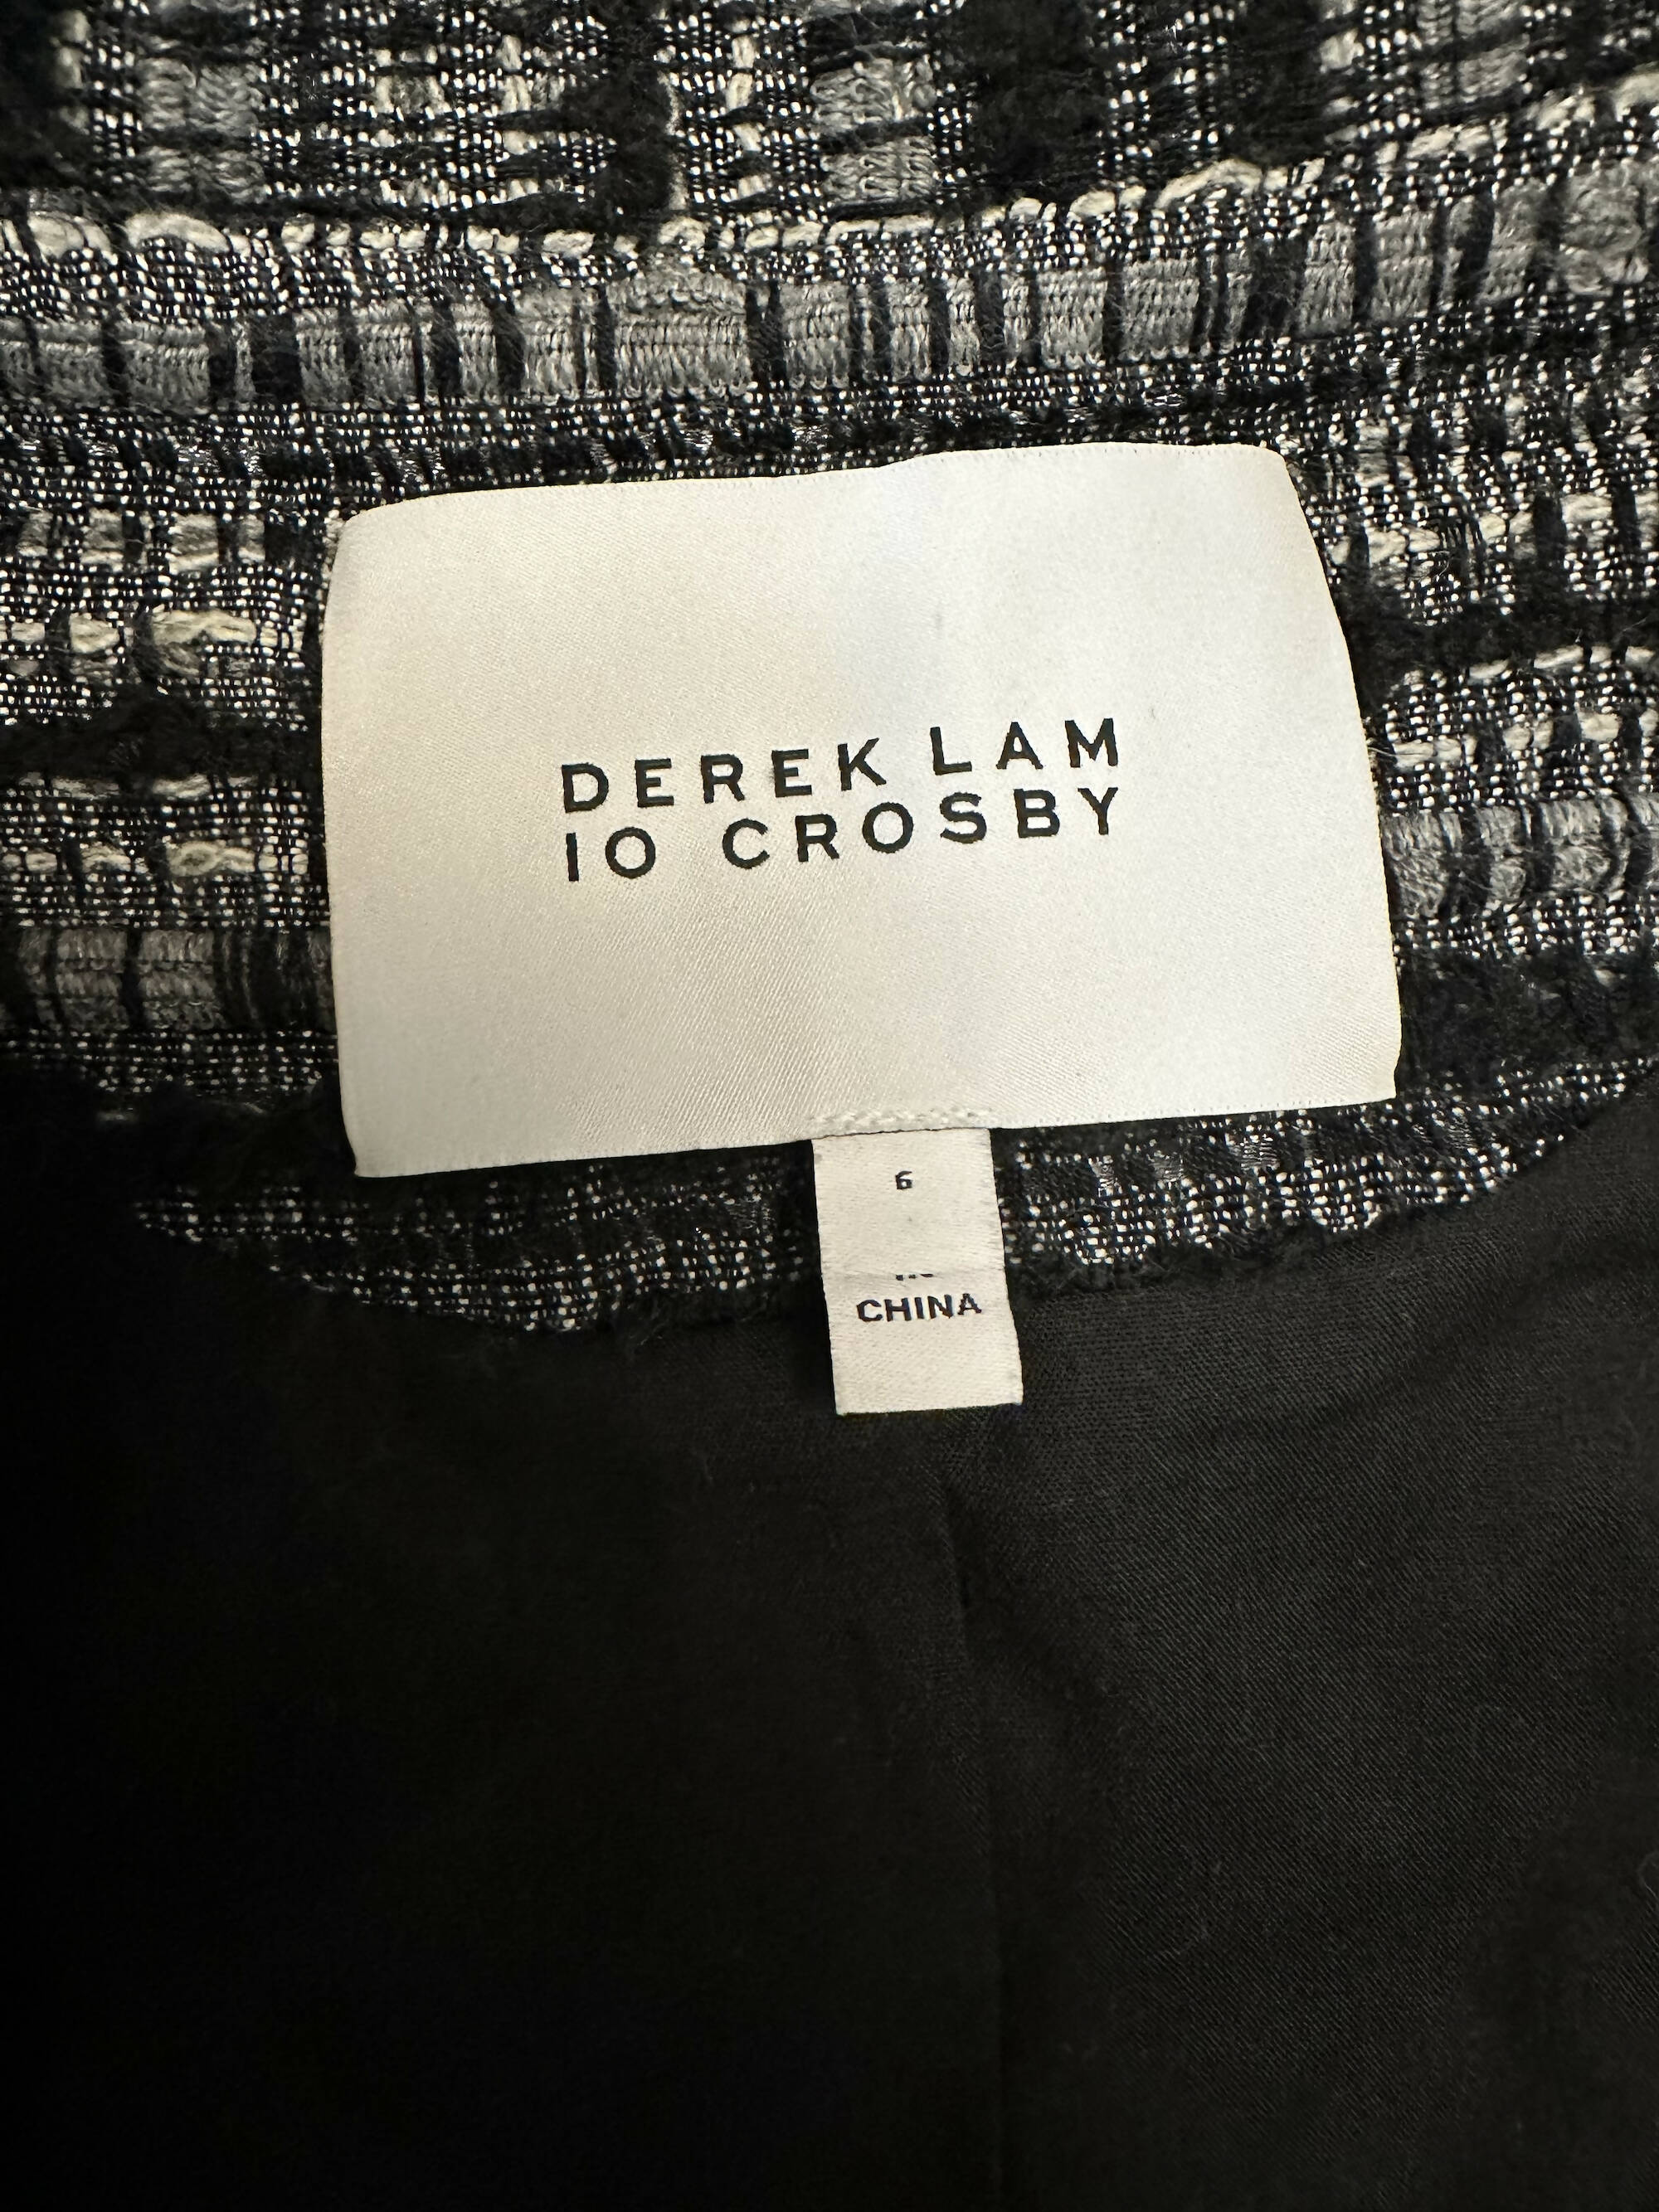 DEREK LAM
10 CROSBY
6
CHINA